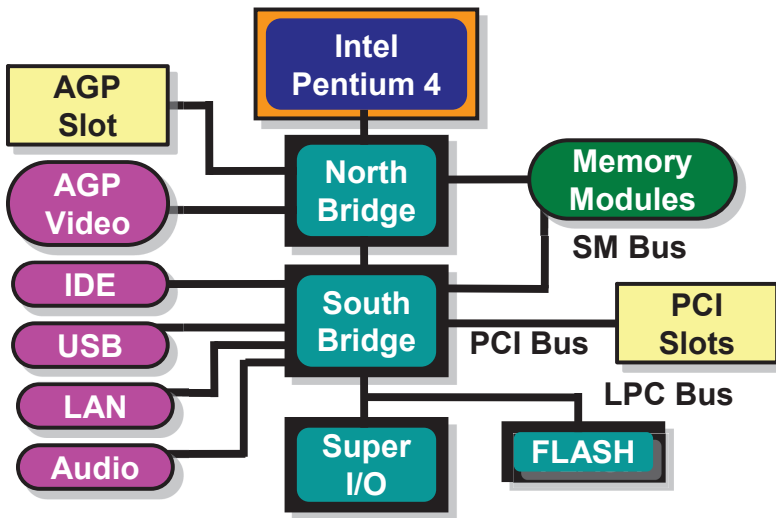 Intel
Pentium 4
AGP
Slot
North
Bridge
Memory
Modules
AGP
Video
SM Bus
IDE
South
Bridge
PCI
Slots
USB
PCI Bus
LAN
LPC Bus
Super
I/O
FLASH
Audio